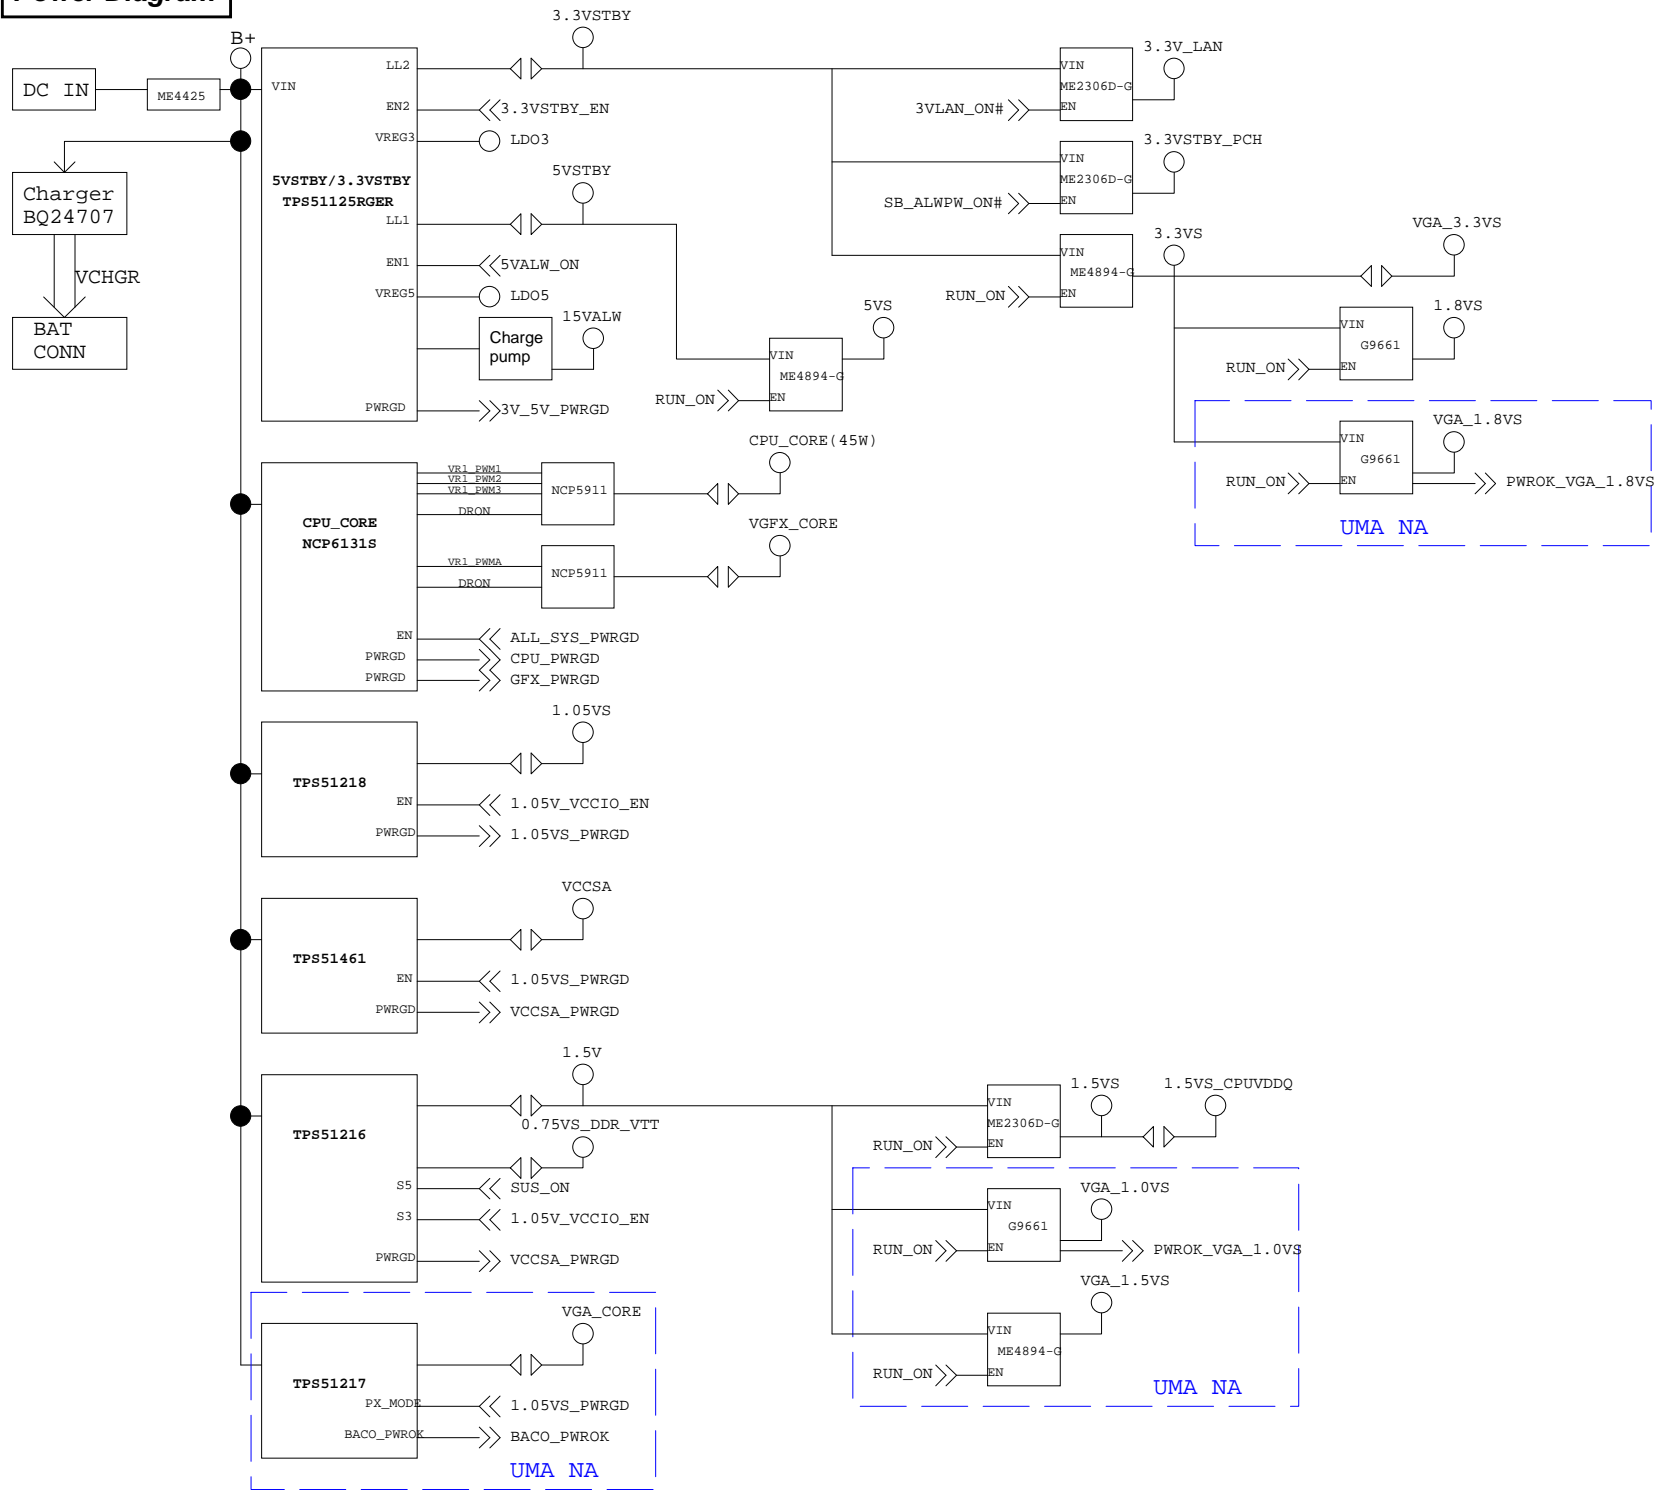 Power Diagram
B+
DC IN
ME4425
Charger
BQ24707
VCHGR
BAT
CONN
VIN
5VSTBY/3.3VSTBY
TPS51125RGER
LL2
EN2
VREG3
LL1
EN1
VREG5
PWRGD
3.3VSTBY
3.3VSTBY_EN
LDO3
5VSTBY
5VALW_ON
LDO5
15VALW
Charge
pump
3V_5V_PWRGD
VIN
ME4894-G
EN
RUN_ON
5VS
3.3V_LAN
VIN
ME2306D-G
EN
3VLAN_ON#
3.3VSTBY_PCH
VIN
ME2306D-G
EN
SB_ALWPW_ON#
3.3VS
VIN
ME4894-G
EN
RUN_ON
VGA_3.3VS
1.8VS
VIN
G9661
EN
RUN_ON
VGA_1.8VS
VIN
G9661
EN
RUN_ON
PWROK_VGA_1.8VS
UMA NA
CPU_CORE
NCP6131S
VR1_PWM1
VR1_PWM2
VR1_PWM3
DRON
NCP5911
CPU_CORE(45W)
VR1_PWMA
DRON
NCP5911
VGFX_CORE
EN
ALL_SYS_PWRGD
PWRGD
CPU_PWRGD
PWRGD
GFX_PWRGD
1.05VS
TPS51218
EN
1.05V_VCCIO_EN
PWRGD
1.05VS_PWRGD
VCCSA
TPS51461
EN
1.05VS_PWRGD
PWRGD
VCCSA_PWRGD
1.5V
TPS51216
0.75VS_DDR_VTT
S5
SUS_ON
S3
1.05V_VCCIO_EN
PWRGD
VCCSA_PWRGD
1.5VS
1.5VS_CPUVDDQ
VIN
ME2306D-G
EN
RUN_ON
VGA_1.0VS
VIN
G9661
EN
RUN_ON
PWROK_VGA_1.0VS
VGA_1.5VS
VIN
ME4894-G
EN
RUN_ON
UMA NA
VGA_CORE
TPS51217
PX_MODE
1.05VS_PWRGD
BACO_PWROK
BACO_PWROK
UMA NA